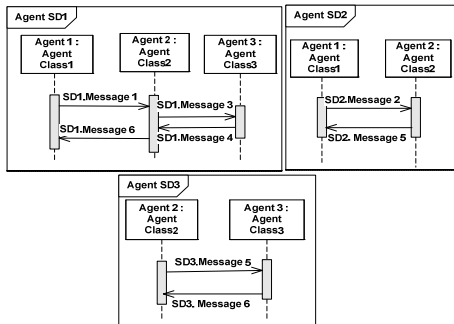 Agent SD1
Agent 1 :
Agent
Class1
Agent 2 :
Agent
Class2
Agent 3 :
Agent
Class3
SD1.Message 1
SD1.Message 3
SD1.Message 6
SD1.Message 4
Agent SD2
Agent 1 :
Agent
Class1
Agent 2 :
Agent
Class2
SD2.Message 2
SD2. Message 5
Agent SD3
Agent 2 :
Agent
Class2
Agent 3 :
Agent
Class3
SD3.Message 5
SD3. Message 6